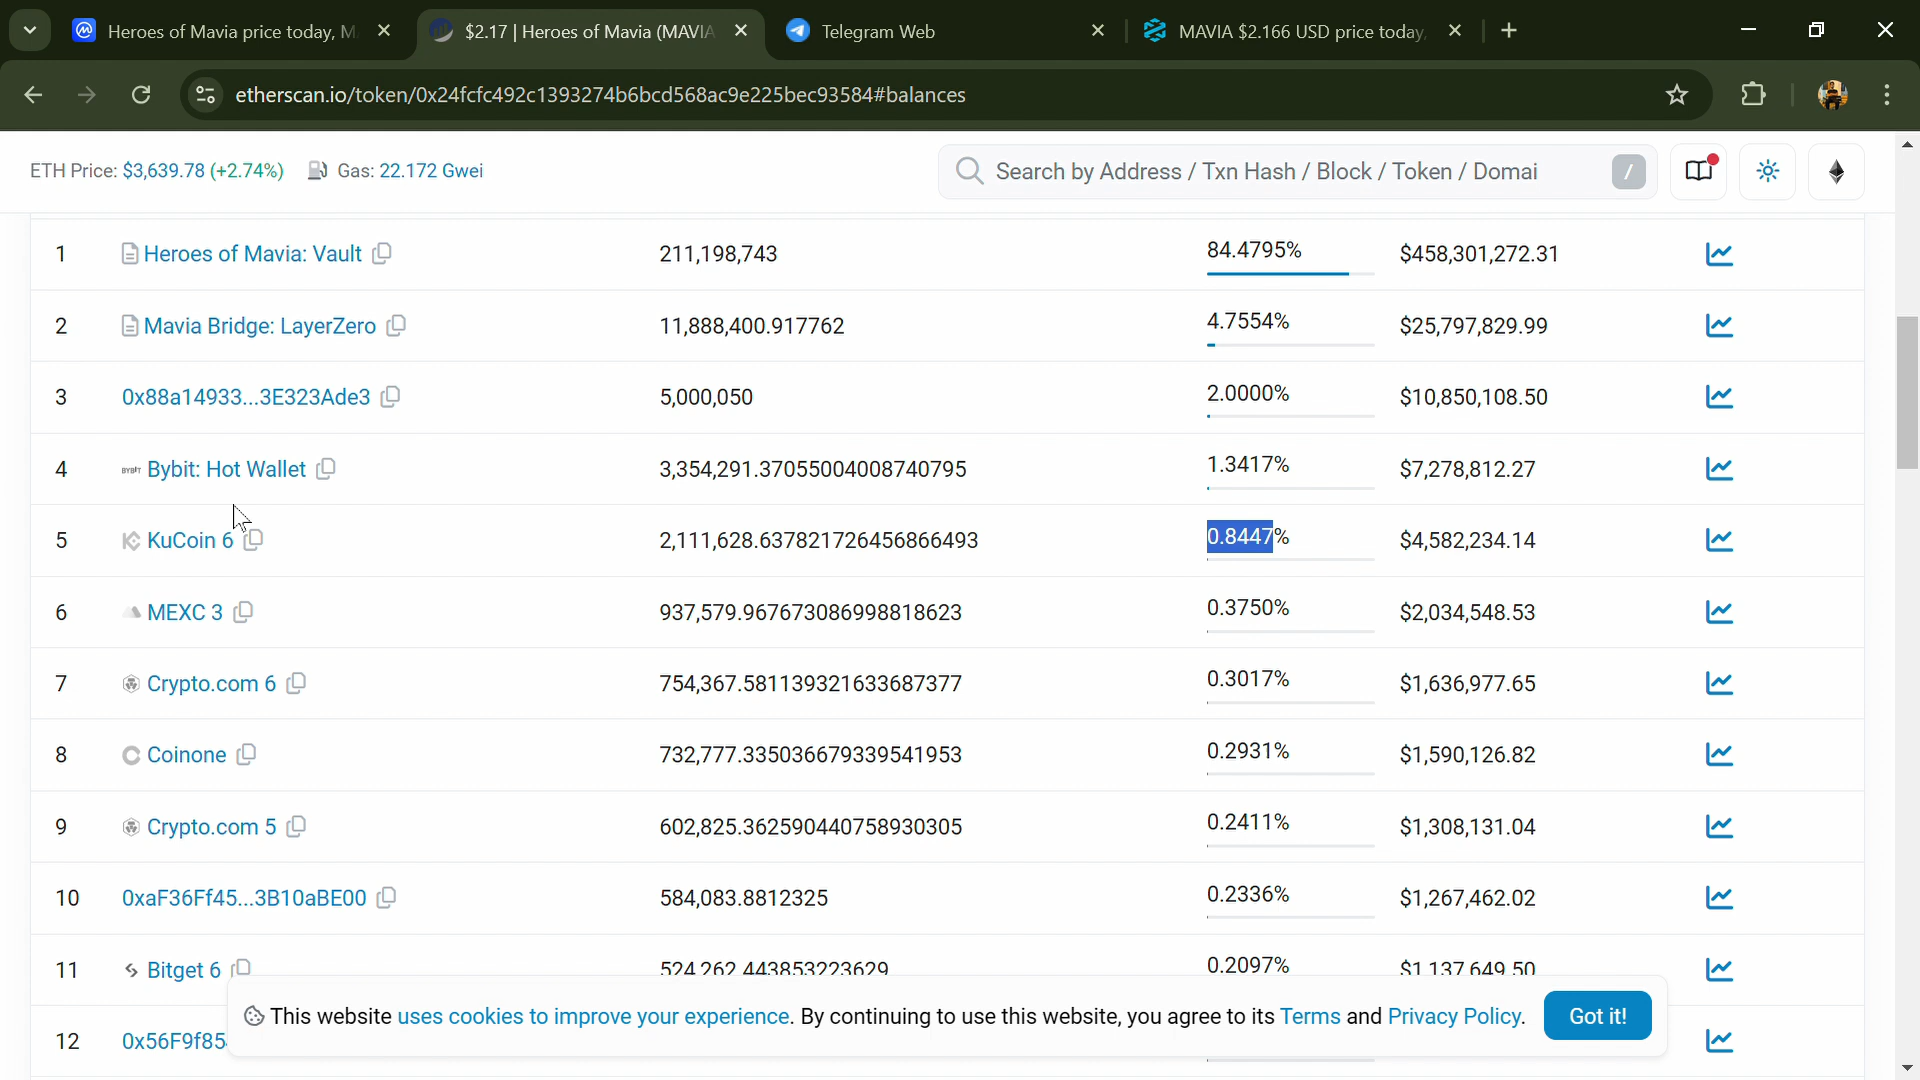 Heroes of Mavia price today, M
$2.17 | Heroes of Mavia (MAVIA
Telegram Web
MAVIA $2.166 USD price today,
etherscan.io/token/0x24fcfc492c1393274b6bcd568ac9e225bec93584#balances
ETH Price: $3,639.78 (+2.74%) Gas: 22.172 Gwei
Search by Address / Txn Hash / Block / Token / Domai /
1 Heroes of Mavia: Vault 211,198,743 84.4795% $458,301,272.31
2 Mavia Bridge: LayerZero 11,888,400.917762 4.7554% $25,797,829.99
3 0x88a14933...3E323Ade3 5,000,050 2.0000% $10,850,108.50
4 BYBIT Bybit: Hot Wallet 3,354,291.37055004008740795 1.3417% $7,278,812.27
5 KuCoin 6 2,111,628.637821726456866493 0.8447% $4,582,234.14
6 MEXC 3 937,579.967673086998818623 0.3750% $2,034,548.53
7 Crypto.com 6 754,367.581139321633687377 0.3017% $1,636,977.65
8 Coinone 732,777.335036679339541953 0.2931% $1,590,126.82
9 Crypto.com 5 602,825.362590440758930305 0.2411% $1,308,131.04
10 0xaF36Ff45...3B10aBE00 584,083.8812325 0.2336% $1,267,462.02
11 Bitget 6 524,262.443853223629 0.2097% $1,137,649.50
12 0x56F9f85
This website uses cookies to improve your experience. By continuing to use this website, you agree to its Terms and Privacy Policy. Got it!